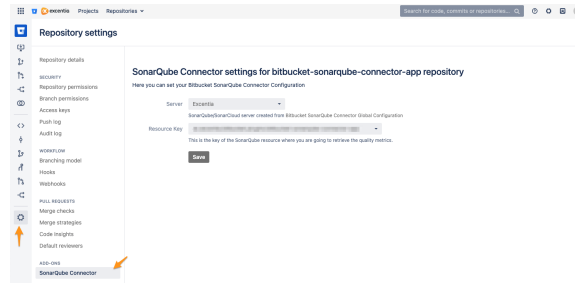 excentia Projects Repositories
Search for code, commits or repositories...
Repository settings
Repository details
SECURITY
Repository permissions
Branch permissions
Access keys
Push log
Audit log
WORKFLOW
Branching model
Hooks
Webhooks
PULL REQUESTS
Merge checks
Merge strategies
Code Insights
Default reviewers
ADD-ONS
SonarQube Connector
SonarQube Connector settings for bitbucket-sonarqube-connector-app repository
Here you can set your Bitbucket SonarQube Connector Configuration
Server Excentia
SonarQube/SonarCloud server created from Bitbucket SonarQube Connector Global Configuration
Resource Key
This is the key of the SonarQube resource where you are going to retrieve the quality metrics.
Save